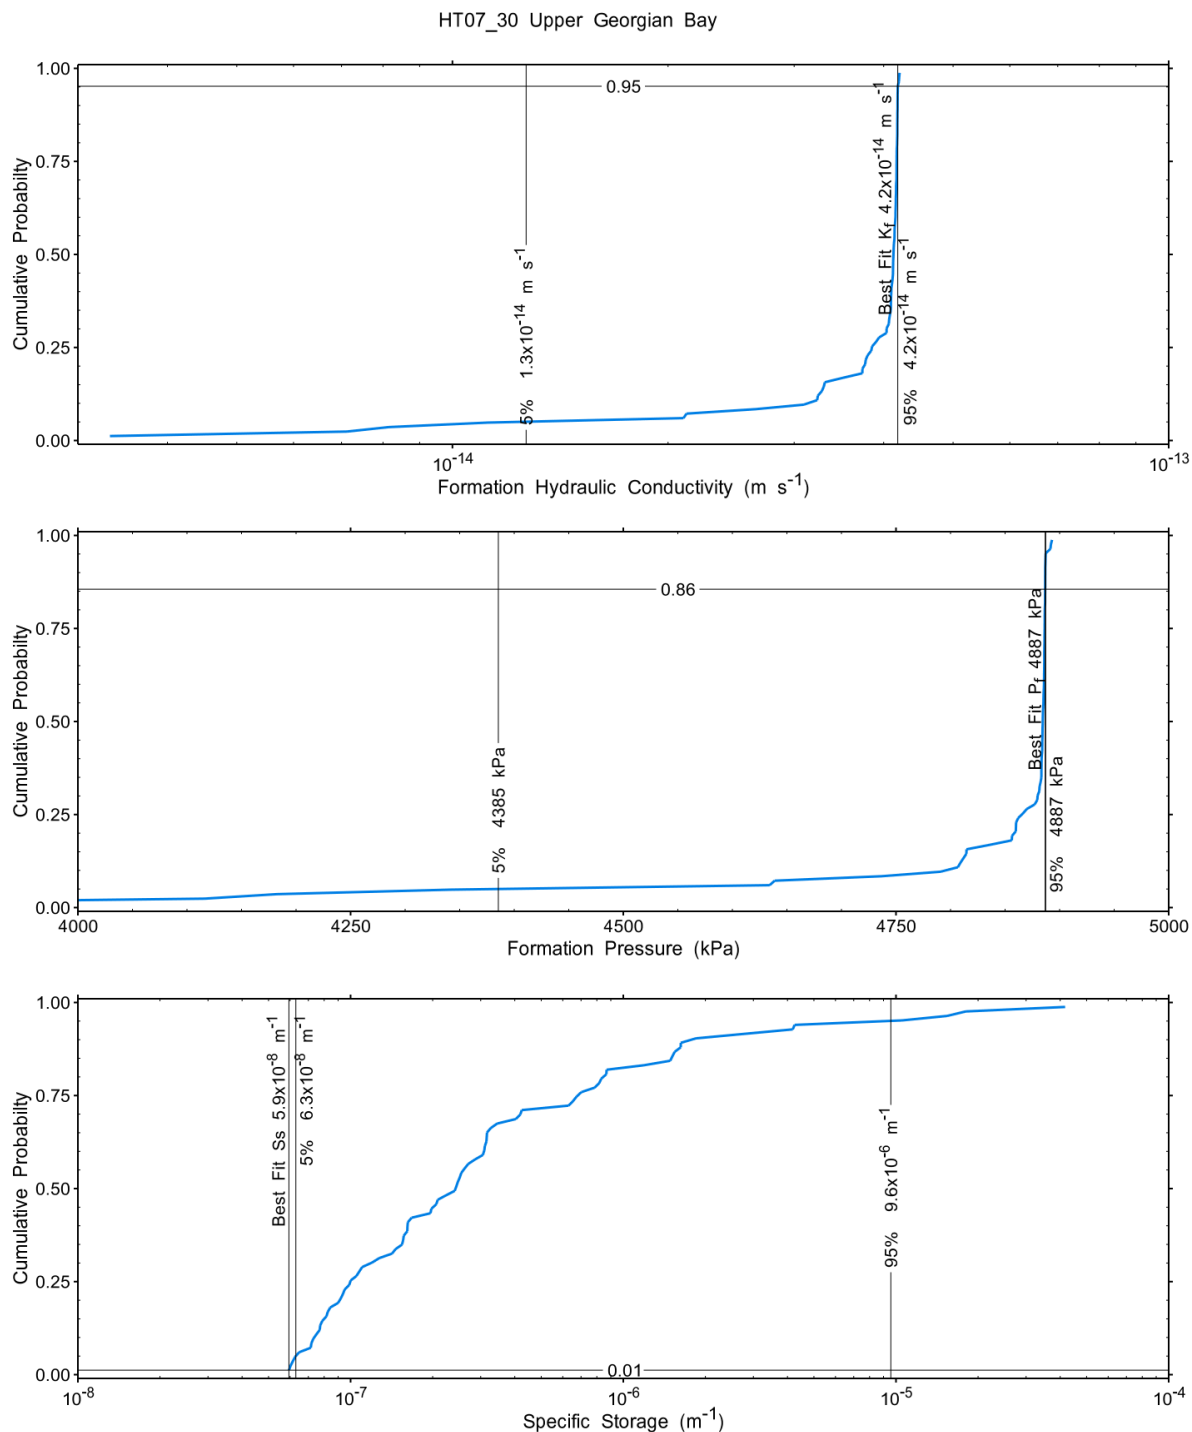 HT07_30 Upper Georgian Bay
1.00
0.75
0.50
0.25
0.00
Cumulative Probabilty
0.95
5% 1.3x10^-14 m s^-1
Best Fit K_f 4.2x10^-14 m s^-1
95% 4.2x10^-14 m s^-1
10^-14
10^-13
Formation Hydraulic Conductivity (m s^-1)
1.00
0.75
0.50
0.25
0.00
Cumulative Probabilty
0.86
5% 4385 kPa
Best Fit P_f 4887 kPa
95% 4887 kPa
4000
4250
4500
4750
5000
Formation Pressure (kPa)
1.00
0.75
0.50
0.25
0.00
Cumulative Probabilty
Best Fit Ss 5.9x10^-8 m^-1
5% 6.3x10^-8 m^-1
95% 9.6x10^-6 m^-1
0.01
10^-8
10^-7
10^-6
10^-5
10^-4
Specific Storage (m^-1)